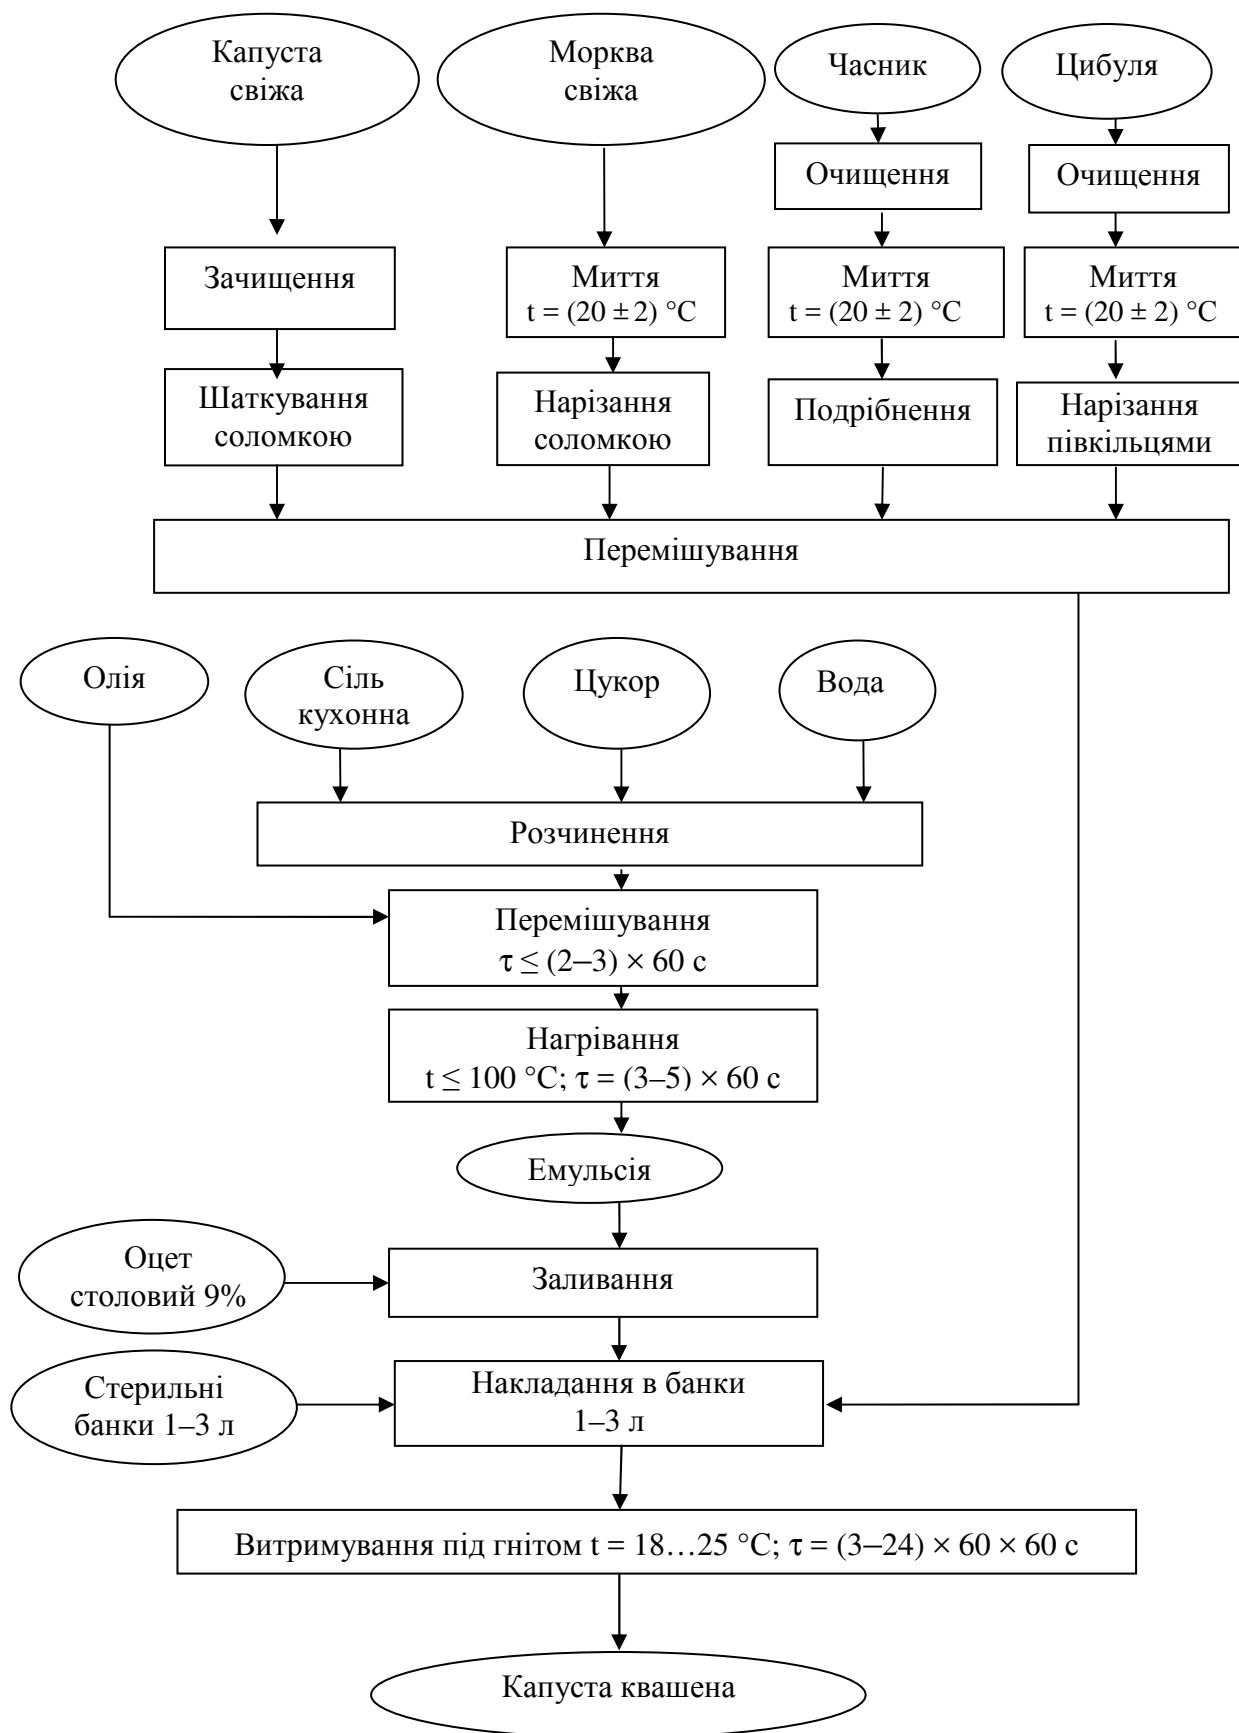 Капуста
свіжа
Морква
свіжа
Часник
Цибуля
Очищення
Очищення
Зачищення
Миття
t = (20 ± 2) °С
Миття
t = (20 ± 2) °С
Миття
t = (20 ± 2) °С
Шаткування
соломкою
Нарізання
соломкою
Подрібнення
Нарізання
півкільцями
Перемішування
Олія
Сіль
кухонна
Цукор
Вода
Розчинення
Перемішування
τ ≤ (2–3) × 60 с
Нагрівання
t ≤ 100 °С; τ = (3–5) × 60 с
Емульсія
Оцет
столовий 9%
Заливання
Стерильні
банки 1–3 л
Накладання в банки
1–3 л
Витримування під гнітом t = 18…25 °С; τ = (3–24) × 60 × 60 с
Капуста квашена